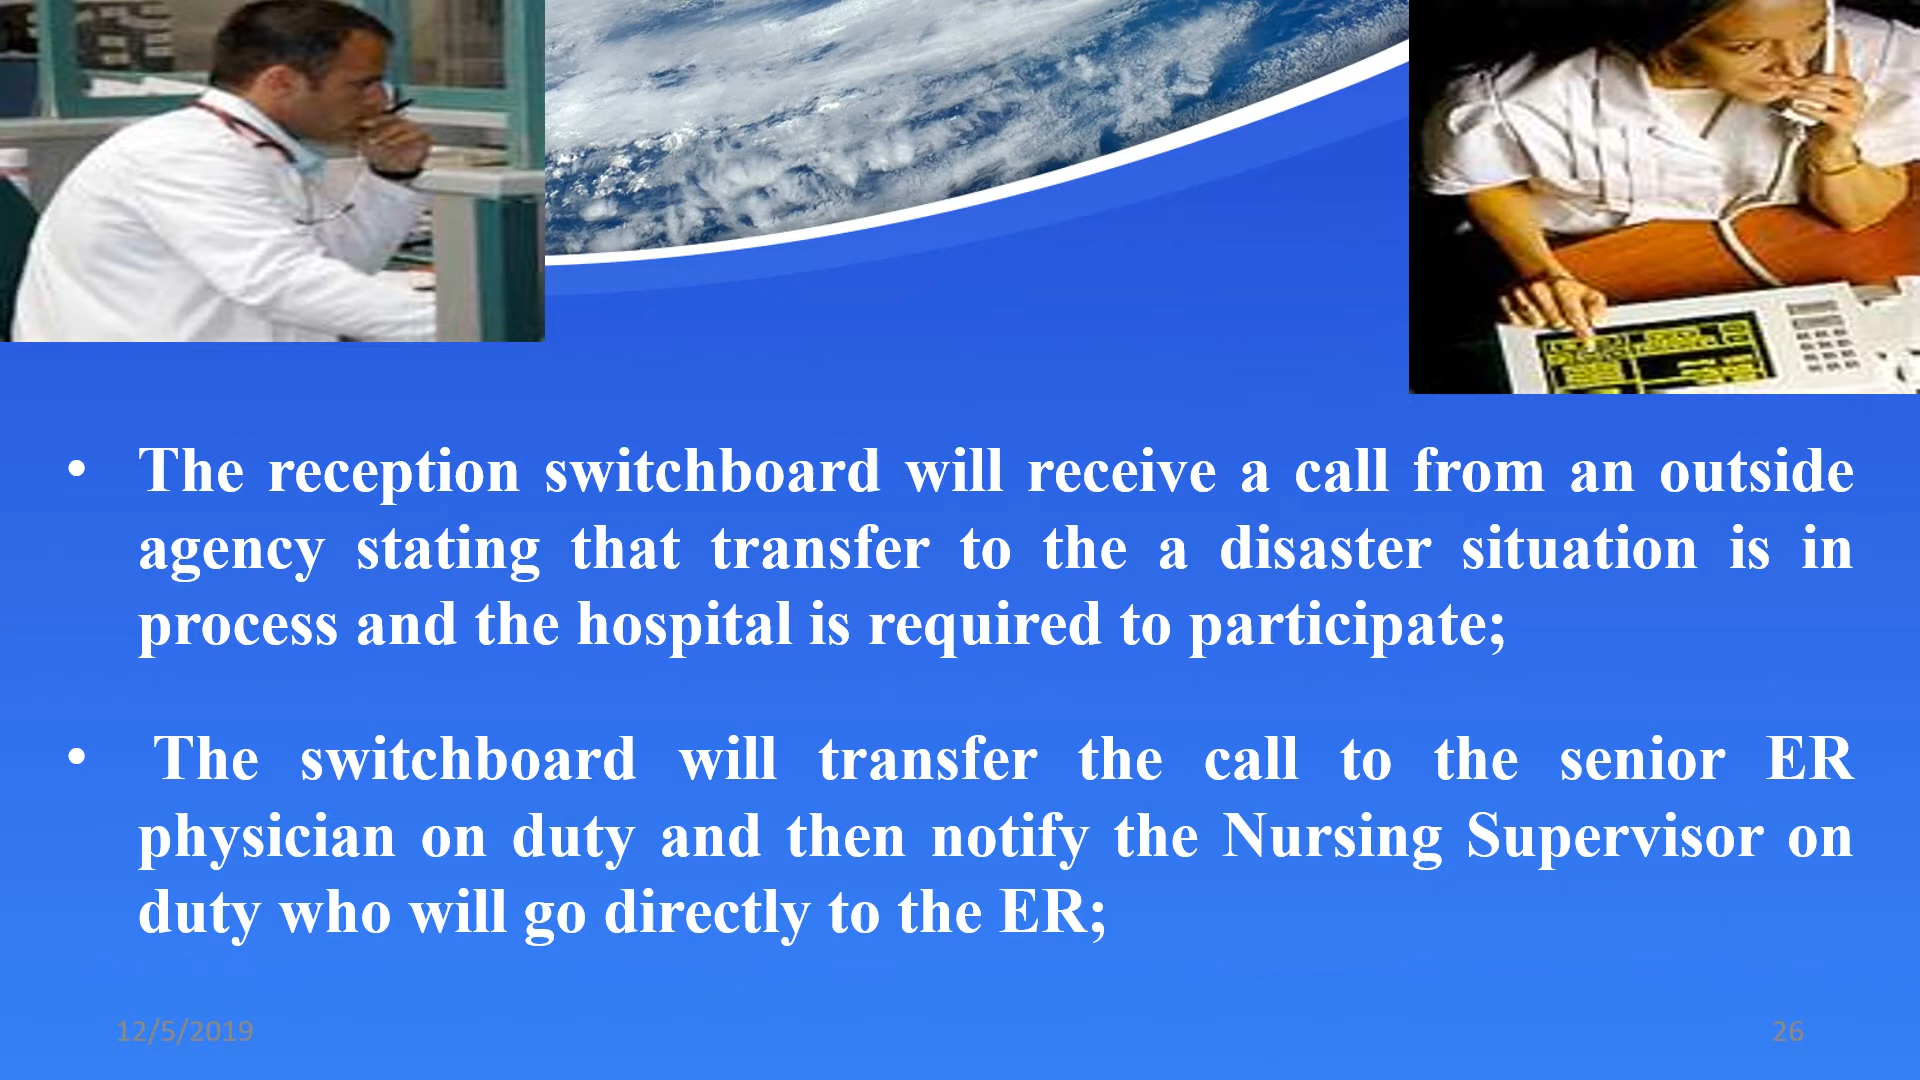 • The reception switchboard will receive a call from an outside
agency stating that transfer to the a disaster situation is in
process and the hospital is required to participate;
• The switchboard will transfer the call to the senior ER
physician on duty and then notify the Nursing Supervisor on
duty who will go directly to the ER;
12/5/2019
26